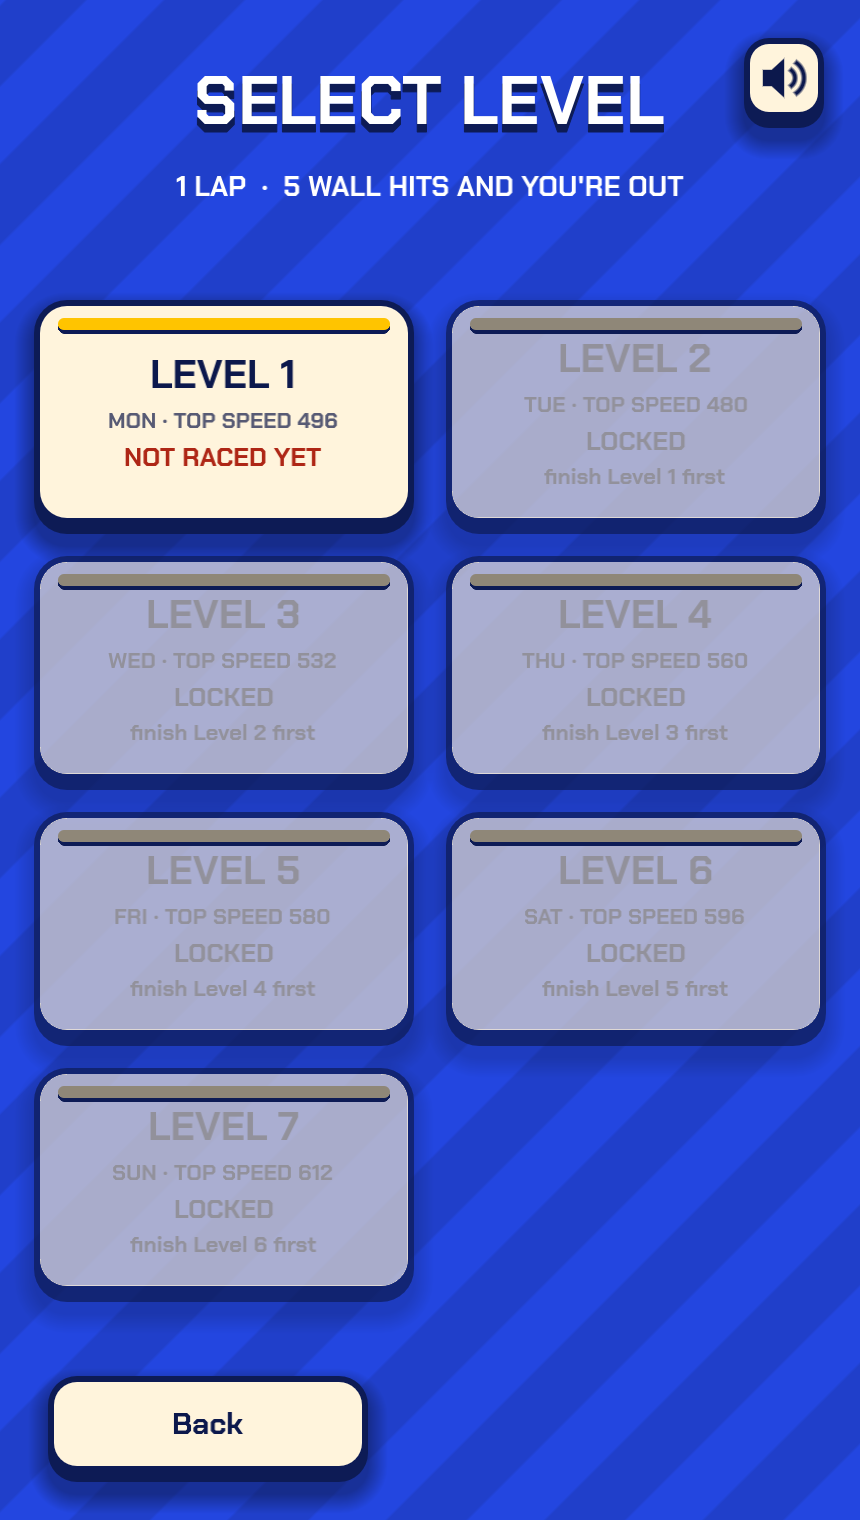 SELECT LEVEL
1 LAP · 5 WALL HITS AND YOU'RE OUT
LEVEL 1
MON · TOP SPEED 496
NOT RACED YET
LEVEL 2
TUE · TOP SPEED 480
LOCKED
finish Level 1 first
LEVEL 3
WED · TOP SPEED 532
LOCKED
finish Level 2 first
LEVEL 4
THU · TOP SPEED 560
LOCKED
finish Level 3 first
LEVEL 5
FRI · TOP SPEED 580
LOCKED
finish Level 4 first
LEVEL 6
SAT · TOP SPEED 596
LOCKED
finish Level 5 first
LEVEL 7
SUN · TOP SPEED 612
LOCKED
finish Level 6 first
Back